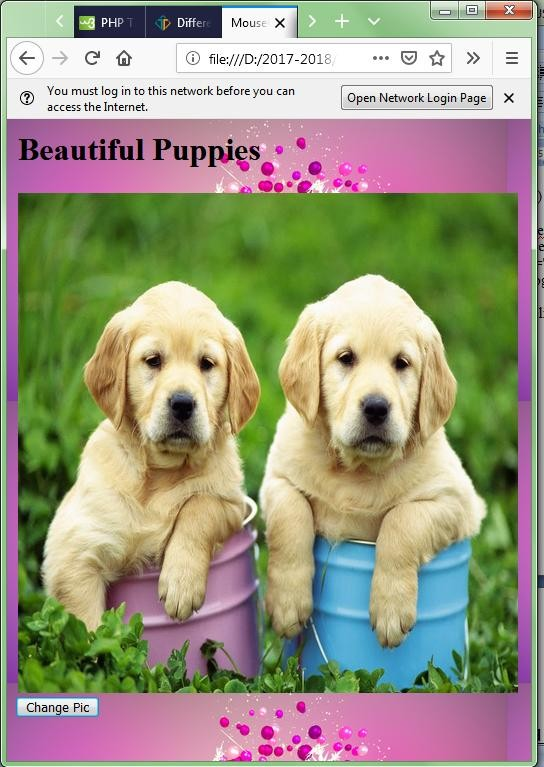 PHP T
Differe
Mouse
file:///D:/2017-2018/
You must log in to this network before you can
access the Internet.
Open Network Login Page
Beautiful Puppies
Change Pic